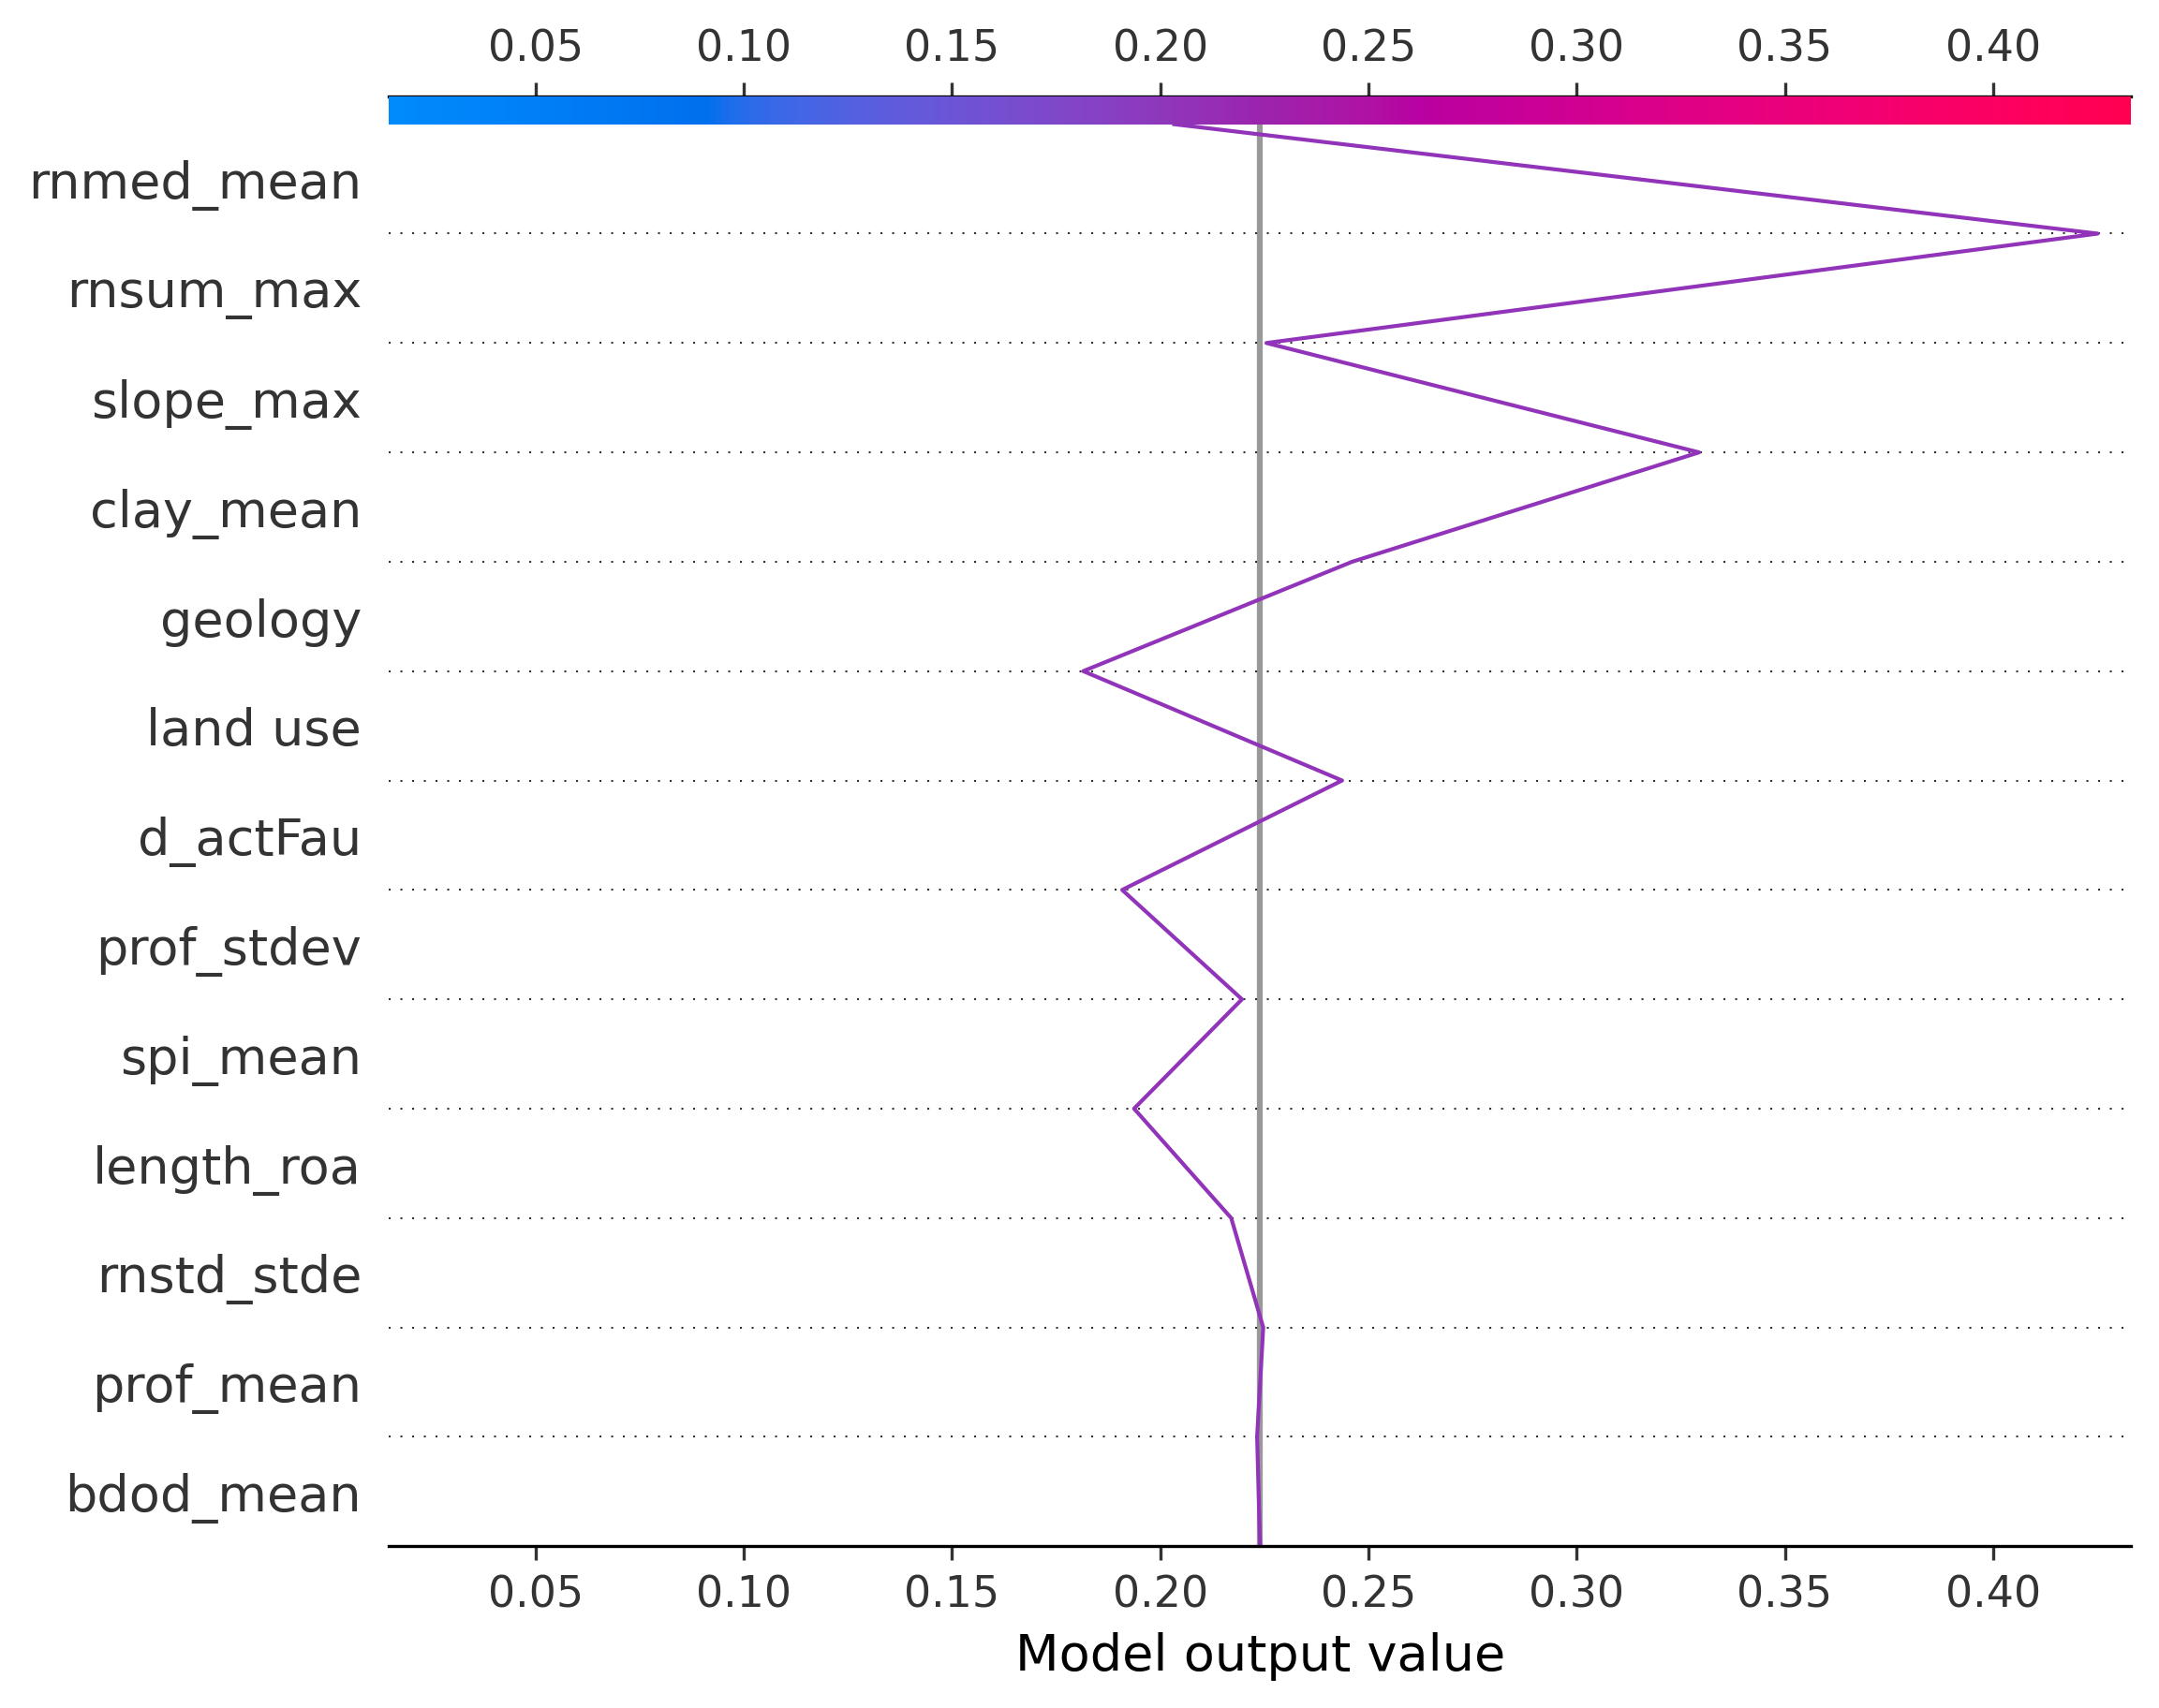 0.05 0.10 0.15 0.20 0.25 0.30 0.35 0.40
rnmed_mean
rnsum_max
slope_max
clay_mean
geology
land use
d_actFau
prof_stdev
spi_mean
length_roa
rnstd_stde
prof_mean
bdod_mean
0.05 0.10 0.15 0.20 0.25 0.30 0.35 0.40
Model output value